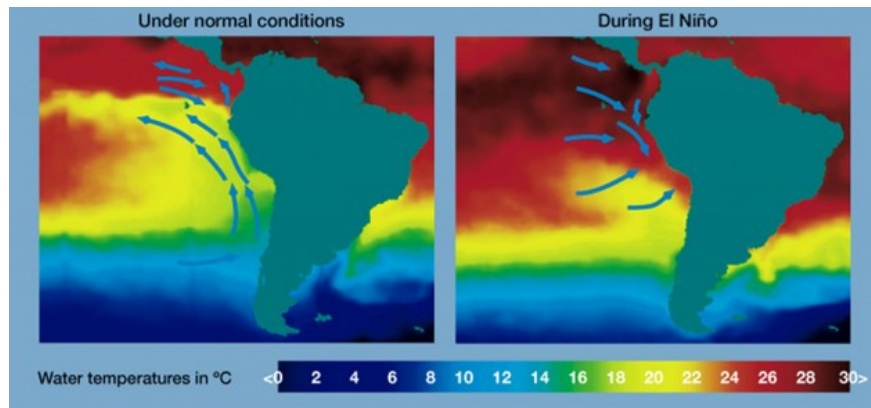 Under normal conditions
During El Niño
Water temperatures in ºC <0 2 4 6 8 10 12 14 16 18 20 22 24 26 28 30>